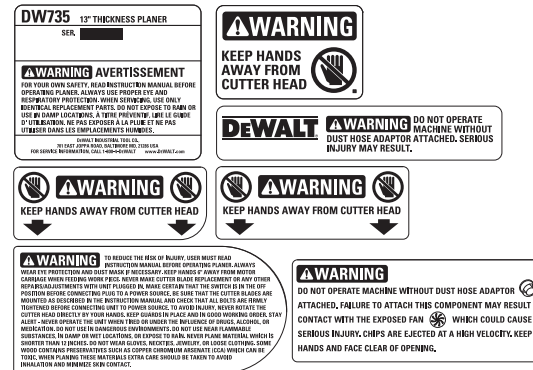 DW735 13" THICKNESS PLANER
SER.
WARNING AVERTISSEMENT
FOR YOUR OWN SAFETY, READ INSTRUCTION MANUAL BEFORE
OPERATING PLANER. ALWAYS USE PROPER EYE AND
RESPIRATORY PROTECTION. WHEN SERVICING, USE ONLY
IDENTICAL REPLACEMENT PARTS. DO NOT EXPOSE TO RAIN OR
USE IN DAMP LOCATIONS. À TITRE PRÉVENTIF, LIRE LE GUIDE
D'UTILISATION. NE PAS EXPOSER À LA PLUIE ET NE PAS
UTILISER DANS LES EMPLACEMENTS HUMIDES.
DeWALT INDUSTRIAL TOOL CO.
701 EAST JOPPA ROAD, BALTIMORE MD, 21286 USA
FOR SERVICE INFORMATION, CALL 1-800-4-DeWALT www.DeWALT.com
WARNING
KEEP HANDS
AWAY FROM
CUTTER HEAD
DEWALT
WARNING DO NOT OPERATE
MACHINE WITHOUT
DUST HOSE ADAPTOR ATTACHED. SERIOUS
INJURY MAY RESULT.
WARNING
KEEP HANDS AWAY FROM CUTTER HEAD
WARNING
KEEP HANDS AWAY FROM CUTTER HEAD
WARNING TO REDUCE THE RISK OF INJURY, USER MUST READ
INSTRUCTION MANUAL BEFORE OPERATING PLANER. ALWAYS
WEAR EYE PROTECTION AND DUST MASK IF NECESSARY. KEEP HANDS AWAY FROM MOTOR
CARRIAGE WHEN FEEDING WORK PIECE. NEVER MAKE CUTTER BLADE REPLACEMENT OR ANY OTHER
REPAIRS/ADJUSTMENTS WITH UNIT PLUGGED IN. MAKE CERTAIN THAT THE SWITCH IS IN THE OFF
POSITION BEFORE CONNECTING PLUG TO A POWER SOURCE. BE SURE THAT THE CUTTER BLADES ARE
MOUNTED AS DESCRIBED IN THE INSTRUCTION MANUAL AND CHECK THAT ALL BOLTS ARE FIRMLY
TIGHTENED BEFORE CONNECTING UNIT TO POWER SOURCE. TO AVOID INJURY, NEVER ROTATE THE
CUTTER HEAD DIRECTLY BY YOUR HANDS. KEEP GUARDS IN PLACE AND IN GOOD WORKING ORDER. STAY
ALERT - NEVER OPERATE THE UNIT WHEN TIRED OR UNDER THE INFLUENCE OF DRUGS, ALCOHOL, OR
MEDICATION. DO NOT USE IN DANGEROUS ENVIRONMENTS. DO NOT USE NEAR FLAMMABLE
SUBSTANCES, IN DAMP OR WET LOCATIONS, OR EXPOSE TO RAIN. NEVER PLANE MATERIAL WHICH IS
SHORTER THAN 12 INCHES. DO NOT WEAR GLOVES, NECKTIES, JEWELRY, OR LOOSE CLOTHING. SOME
WOOD CONTAINS PRESERVATIVES SUCH AS COPPER CHROMIUM ARSENATE (CCA) WHICH CAN BE
TOXIC. WHEN PLANING THESE MATERIALS EXTRA CARE SHOULD BE TAKEN TO AVOID
INHALATION AND MINIMIZE SKIN CONTACT.
WARNING
DO NOT OPERATE MACHINE WITHOUT DUST HOSE ADAPTOR
ATTACHED. FAILURE TO ATTACH THIS COMPONENT MAY RESULT
CONTACT WITH THE EXPOSED FAN WHICH COULD CAUSE
SERIOUS INJURY. CHIPS ARE EJECTED AT A HIGH VELOCITY. KEEP
HANDS AND FACE CLEAR OF OPENING.